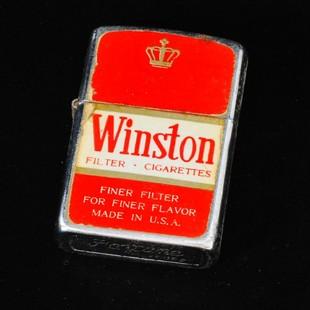 Winston
FILTER · CIGARETTES
FINER FILTER
FOR FINER FLAVOR
MADE IN U.S.A.